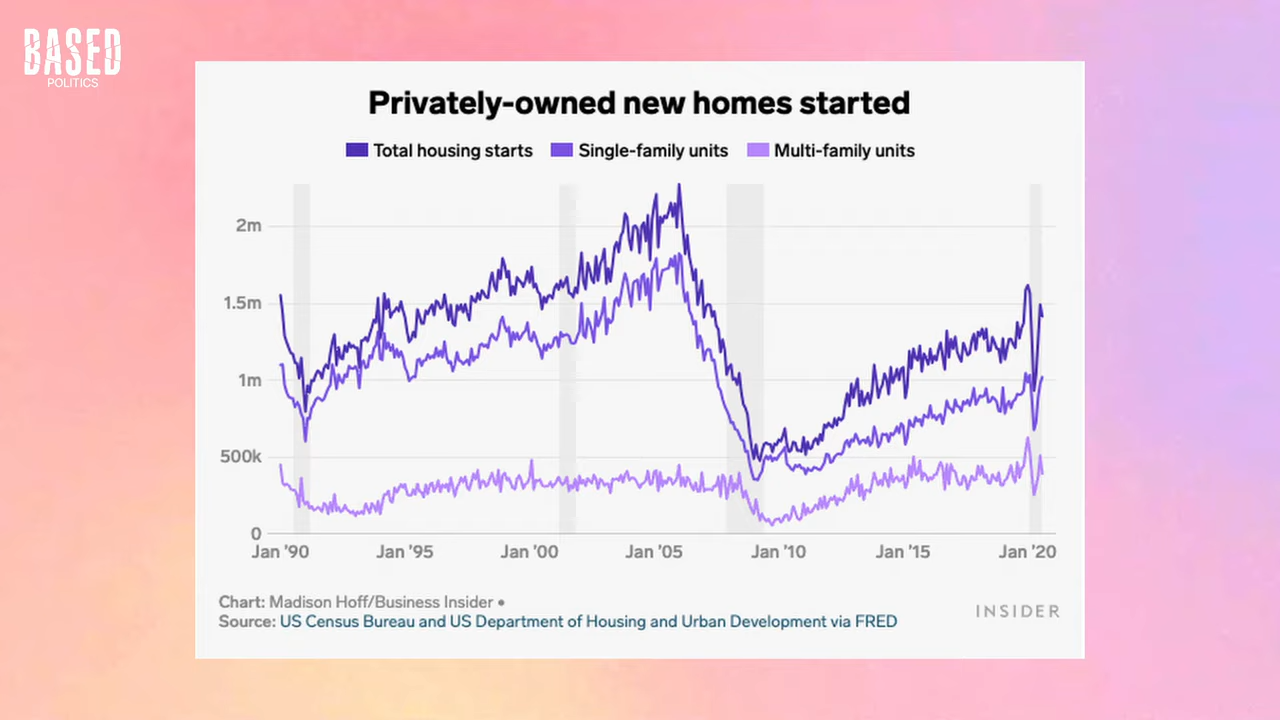 BASED
POLITICS
Privately-owned new homes started
Total housing starts Single-family units Multi-family units
2m
1.5m
1m
500k
0
Jan '90 Jan '95 Jan '00 Jan '05 Jan '10 Jan '15 Jan '20
Chart: Madison Hoff/Business Insider •
Source: US Census Bureau and US Department of Housing and Urban Development via FRED
INSIDER